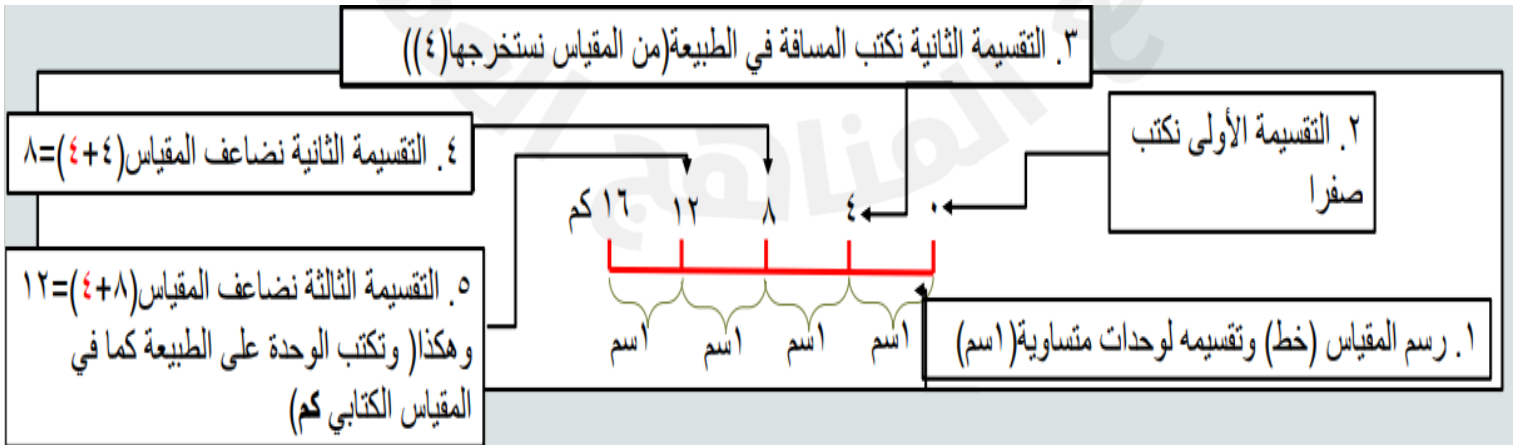 ٣. التقسيمة الثانية نكتب المسافة في الطبيعة(من المقياس نستخرجها(٤))
٢. التقسيمة الأولى نكتب
صفرا
٤. التقسيمة الثانية نضاعف المقياس(٤+٤)=٨
٠ ٤ ٨ ١٢ ١٦ كم
١سم ١سم ١سم ١سم
١. رسم المقياس (خط) وتقسيمه لوحدات متساوية(١سم)
٥. التقسيمة الثالثة نضاعف المقياس(٨+٤)=١٢
وهكذا( وتكتب الوحدة على الطبيعة كما في
المقياس الكتابي كم)